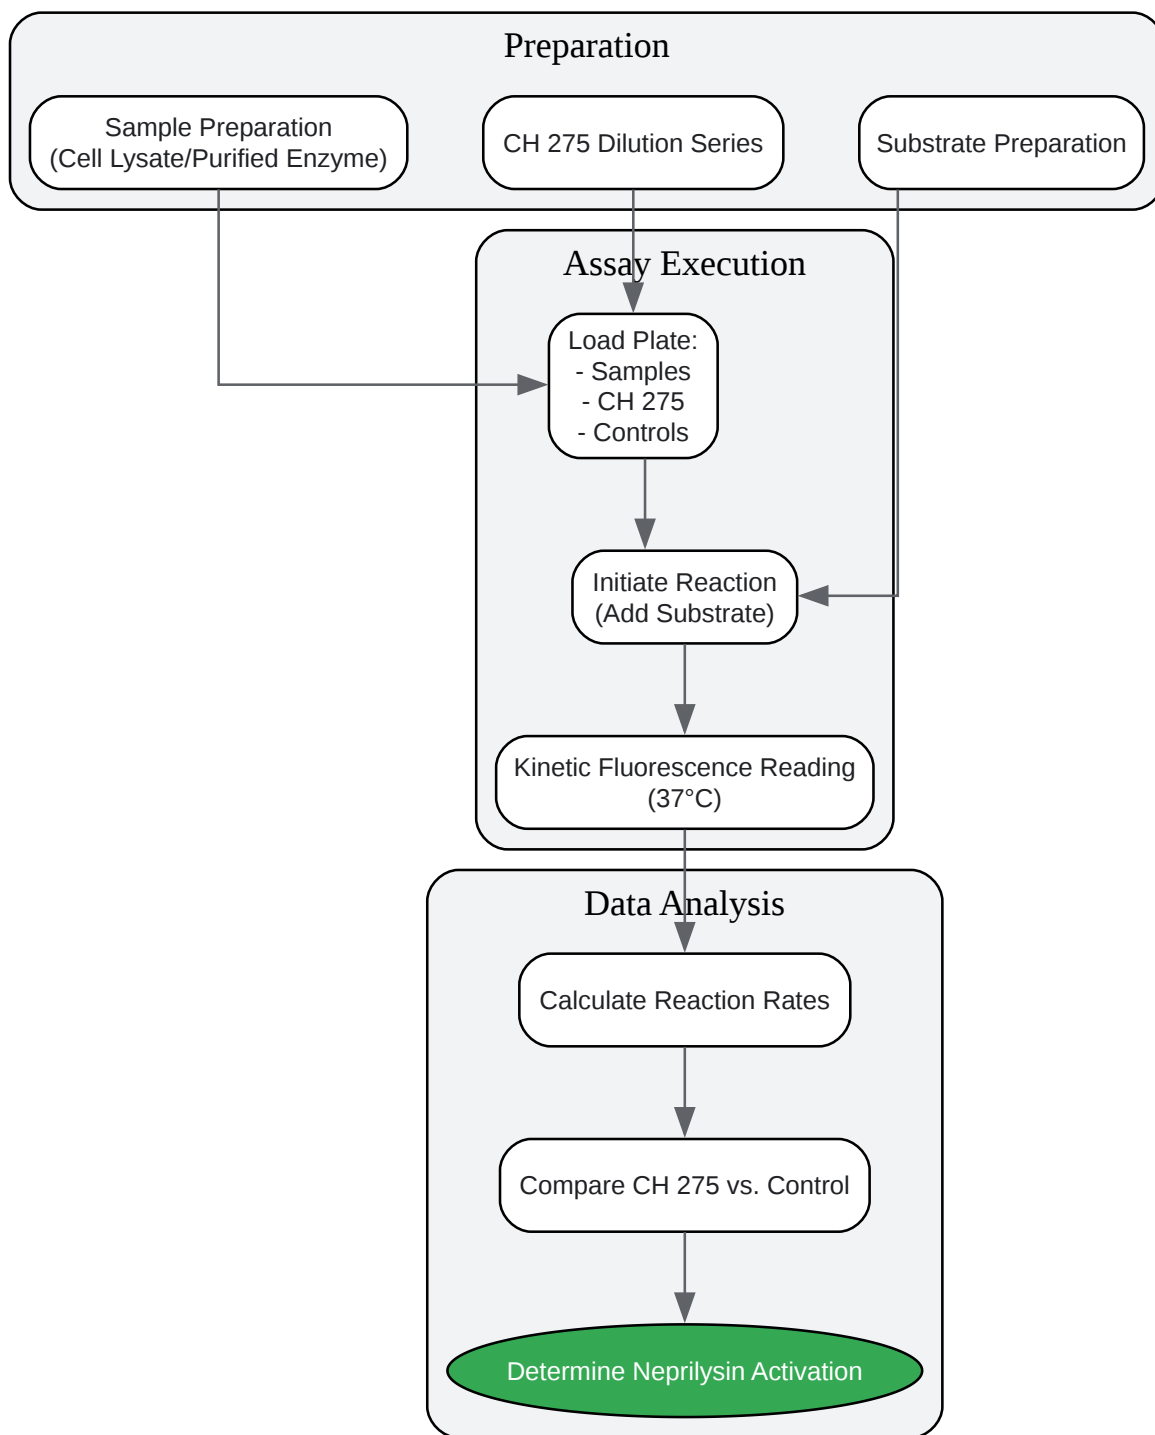 Preparation
Sample Preparation
(Cell Lysate/Purified Enzyme)
CH 275 Dilution Series
Substrate Preparation
Assay Execution
Load Plate:
- Samples
- CH 275
- Controls
Initiate Reaction
(Add Substrate)
Kinetic Fluorescence Reading
(37°C)
Data Analysis
Calculate Reaction Rates
Compare CH 275 vs. Control
Determine Neprilysin Activation